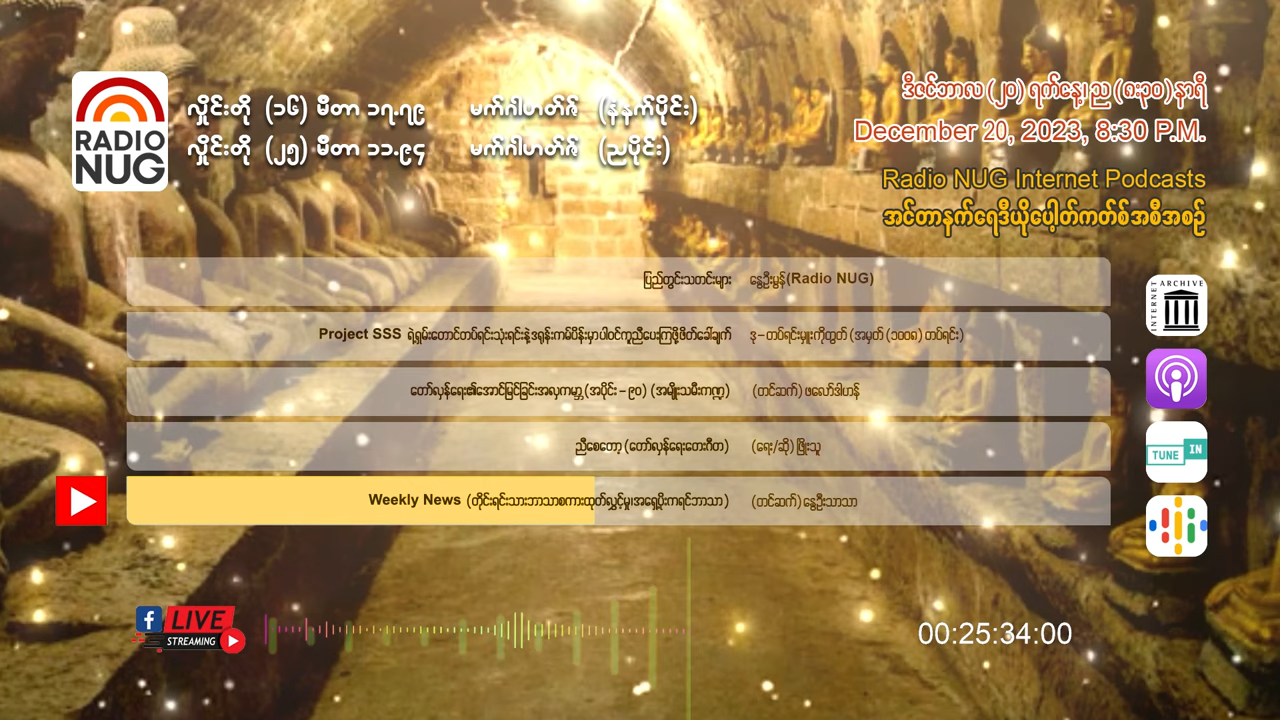 RADIO
NUG
လှိုင်းတို (၁၆) မီတာ ၁၇.၇၉ မက်ဂါဟတ်ဇ် (နံနက်ပိုင်း)
လှိုင်းတို (၂၅) မီတာ ၁၁.၉၄ မက်ဂါဟတ်ဇ် (ညပိုင်း)
ဒီဇင်ဘာလ (၂၀) ရက်နေ့၊ ည (၈း၃၀) နာရီ
December 20, 2023, 8:30 P.M.
Radio NUG Internet Podcasts
အင်တာနက်ရေဒီယိုပေါ့တ်ကတ်စ်အစီအစဉ်
ပြည်တွင်းသတင်းများ နွေဦးမွန်(Radio NUG)
Project SSS ရဲ့ရှမ်းတောင်တပ်ရင်းသုံးရင်းနဲ့ဒရုန်းကမ်ပိန်းမှာပါဝင်ကူညီပေးကြဖို့ဖိတ်ခေါ်ချက် ဒု-တပ်ရင်းမှူးကိုထွတ် (အမှတ် (၁၀၀၈) တပ်ရင်း)
တော်လှန်ရေး၏အောင်မြင်ခြင်းအလှကမ္ဘာ့ (အပိုင်း - ၉၀) (အမျိုးသမီးကဏ္ဍ) (တင်ဆက်) ဖလော်ဒါဟန်
ညီစေတော့ (တော်လှန်ရေးတေးဂီတ) (ရေး/ဆို) ဖြိုးသူ
Weekly News (တိုင်းရင်းသားဘာသာစကားထုတ်လွှင့်မှု၊အရှေ့ပိုးကရင်ဘာသာ) (တင်ဆက်) နွေဦးသာသာ
INTERNET ARCHIVE
TUNE IN
LIVE
STREAMING
00:25:34:00